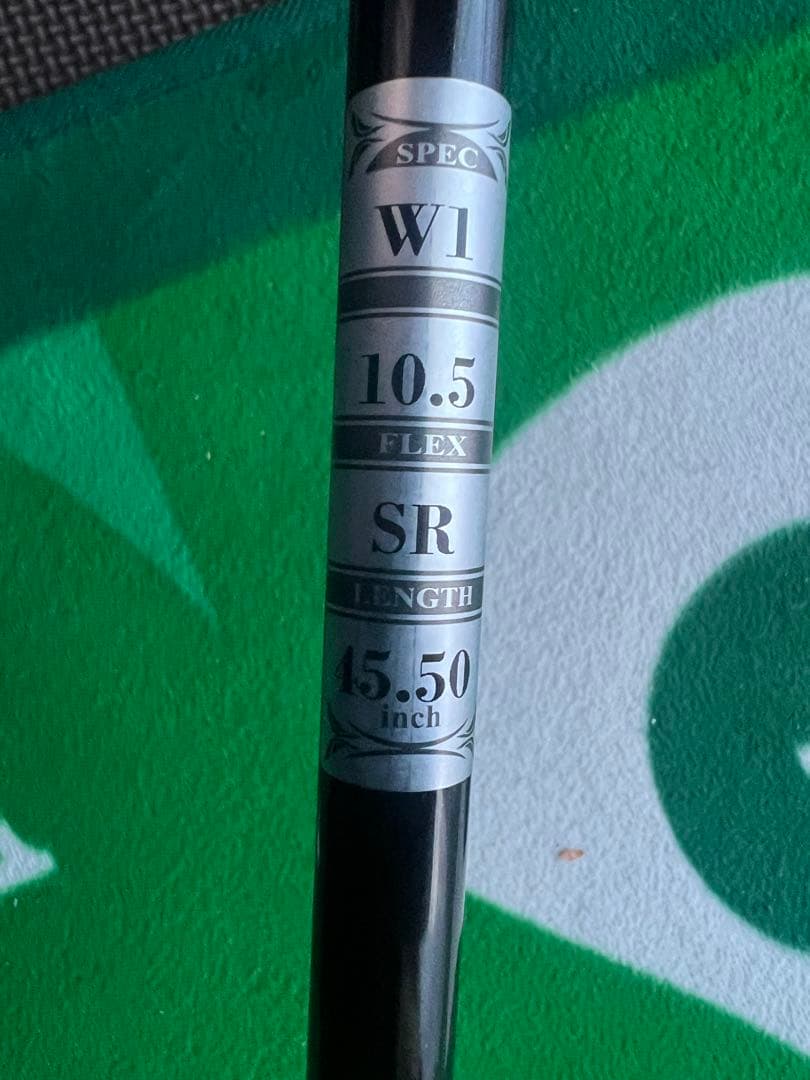 SPEC
W1
10.5
FLEX
SR
LENGTH
45.50
inch